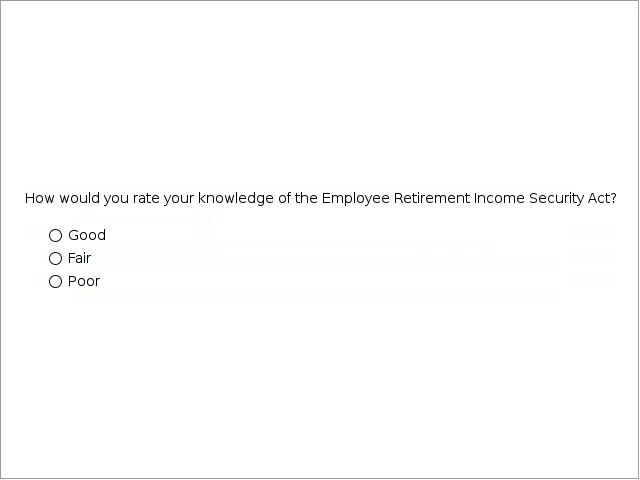 How would you rate your knowledge of the Employee Retirement Income Security Act?
Good
Fair
Poor